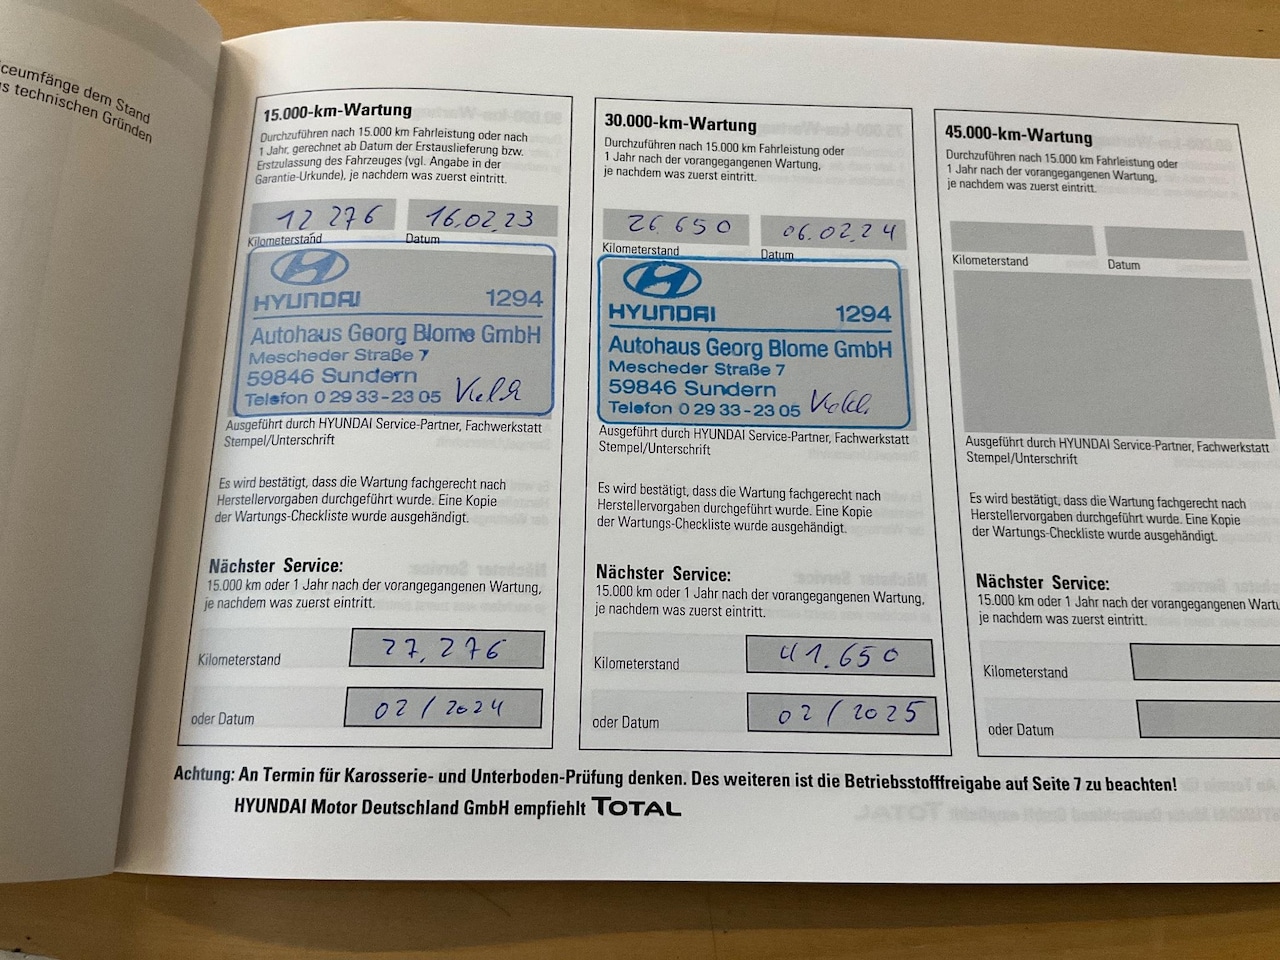 ceumfänge dem Stand
s technischen Gründen
15.000-km-Wartung
Durchzuführen nach 15.000 km Fahrleistung oder nach
1 Jahr, gerechnet ab Datum der Erstauslieferung bzw.
Erstzulassung des Fahrzeuges (vgl. Angabe in der
Garantie-Urkunde), je nachdem was zuerst eintritt.
12 276 16.02.23
Kilometerstand Datum
HYUNDAI 1294
Autohaus Georg Blome GmbH
Mescheder Straße 7
59846 Sundern
Telefon 0 29 33-23 05
Ausgeführt durch HYUNDAI Service-Partner, Fachwerkstatt
Stempel/Unterschrift
Es wird bestätigt, dass die Wartung fachgerecht nach
Herstellervorgaben durchgeführt wurde. Eine Kopie
der Wartungs-Checkliste wurde ausgehändigt.
Nächster Service:
15.000 km oder 1 Jahr nach der vorangegangenen Wartung,
je nachdem was zuerst eintritt.
Kilometerstand 27.276
oder Datum 02/2024
30.000-km-Wartung
Durchzuführen nach 15.000 km Fahrleistung oder
1 Jahr nach der vorangegangenen Wartung,
je nachdem was zuerst eintritt.
26.650 06.02.24
Kilometerstand Datum
HYUNDAI 1294
Autohaus Georg Blome GmbH
Mescheder Straße 7
59846 Sundern
Telefon 0 29 33-23 05
Ausgeführt durch HYUNDAI Service-Partner, Fachwerkstatt
Stempel/Unterschrift
Es wird bestätigt, dass die Wartung fachgerecht nach
Herstellervorgaben durchgeführt wurde. Eine Kopie
der Wartungs-Checkliste wurde ausgehändigt.
Nächster Service:
15.000 km oder 1 Jahr nach der vorangegangenen Wartung,
je nachdem was zuerst eintritt.
Kilometerstand 41.650
oder Datum 02/2025
45.000-km-Wartung
Durchzuführen nach 15.000 km Fahrleistung oder
1 Jahr nach der vorangegangenen Wartung,
je nachdem was zuerst eintritt.
Kilometerstand Datum
Ausgeführt durch HYUNDAI Service-Partner, Fachwerkstatt
Stempel/Unterschrift
Es wird bestätigt, dass die Wartung fachgerecht nach
Herstellervorgaben durchgeführt wurde. Eine Kopie
der Wartungs-Checkliste wurde ausgehändigt.
Nächster Service:
15.000 km oder 1 Jahr nach der vorangegangenen Wartu
je nachdem was zuerst eintritt.
Kilometerstand
oder Datum
Achtung: An Termin für Karosserie- und Unterboden-Prüfung denken. Des weiteren ist die Betriebsstofffreigabe auf Seite 7 zu beachten!
HYUNDAI Motor Deutschland GmbH empfiehlt TOTAL